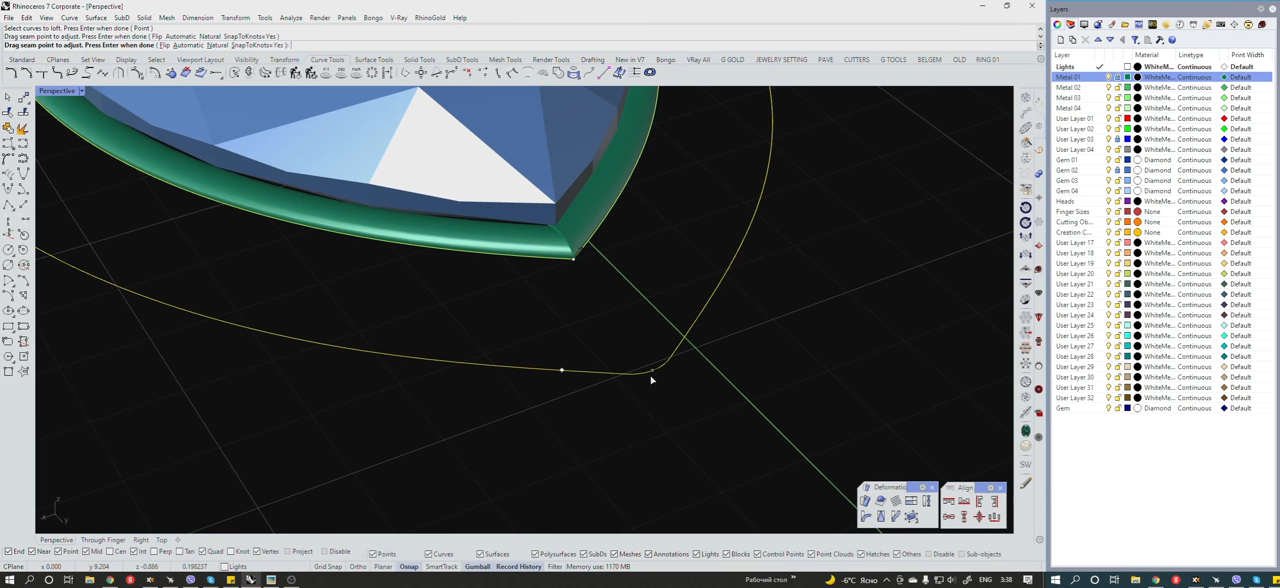 Rhinoceros 7 Corporate - [Perspective]
File Edit View Curve Surface SubD Solid Mesh Dimension Transform Tools Analyze Render Panels Bongo V-Ray RhinoGold Help
Select curves to loft. Press Enter when done ( Point )
Drag seam point to adjust. Press Enter when done ( Flip Automatic Natural SnapToKnots=Yes )
Drag seam point to adjust. Press Enter when done ( Flip Automatic Natural SnapToKnots=Yes )
Standard CPlanes Set View Display Select Viewport Layout Visibility Transform Curve Tools Surface Tools Solid Tools SubD Tools Mesh Tools Render Tools Drafting New in V7 Bongo VRay All G GOLD JEWELRY SETTING PAVE CUTTERS G TOOLS BELGEM OLD RING 01
Perspective
z
x y
Deformatio
Align
SW
Perspective Through Finger Right Top
End Near Point Mid Cen Int Perp Tan Quad Knot Vertex Project Disable Points Curves Surfaces Polysurfaces SubDs Meshes Annotations Lights Blocks Control Points Point Clouds Hatches Others Disable Sub-objects
CPlane x 0.000 y 9.204 z -0.886 0.198237 Lights Grid Snap Ortho Planar Osnap SmartTrack Gumball Record History Filter Memory use: 1170 MB
Рабочий стол -6°C Ясно ENG 3:38
Layers
Layer Material Linetype Print Width
Lights WhiteM... Continuous Default
Metal 01 WhiteMe... Continuous Default
Metal 02 WhiteMe... Continuous Default
Metal 03 WhiteMe... Continuous Default
Metal 04 WhiteMe... Continuous Default
User Layer 01 WhiteMe... Continuous Default
User Layer 02 WhiteMe... Continuous Default
User Layer 03 WhiteMe... Continuous Default
User Layer 04 WhiteMe... Continuous Default
Gem 01 Diamond Continuous Default
Gem 02 Diamond Continuous Default
Gem 03 Diamond Continuous Default
Gem 04 Diamond Continuous Default
Heads WhiteMe... Continuous Default
Finger Sizes None Continuous Default
Cutting Ob... None Continuous Default
Creation C... None Continuous Default
User Layer 17 WhiteMe... Continuous Default
User Layer 18 WhiteMe... Continuous Default
User Layer 19 WhiteMe... Continuous Default
User Layer 20 WhiteMe... Continuous Default
User Layer 21 WhiteMe... Continuous Default
User Layer 22 WhiteMe... Continuous Default
User Layer 23 WhiteMe... Continuous Default
User Layer 24 WhiteMe... Continuous Default
User Layer 25 WhiteMe... Continuous Default
User Layer 26 WhiteMe... Continuous Default
User Layer 27 WhiteMe... Continuous Default
User Layer 28 WhiteMe... Continuous Default
User Layer 29 WhiteMe... Continuous Default
User Layer 30 WhiteMe... Continuous Default
User Layer 31 WhiteMe... Continuous Default
User Layer 32 WhiteMe... Continuous Default
Gem Diamond Continuous Default